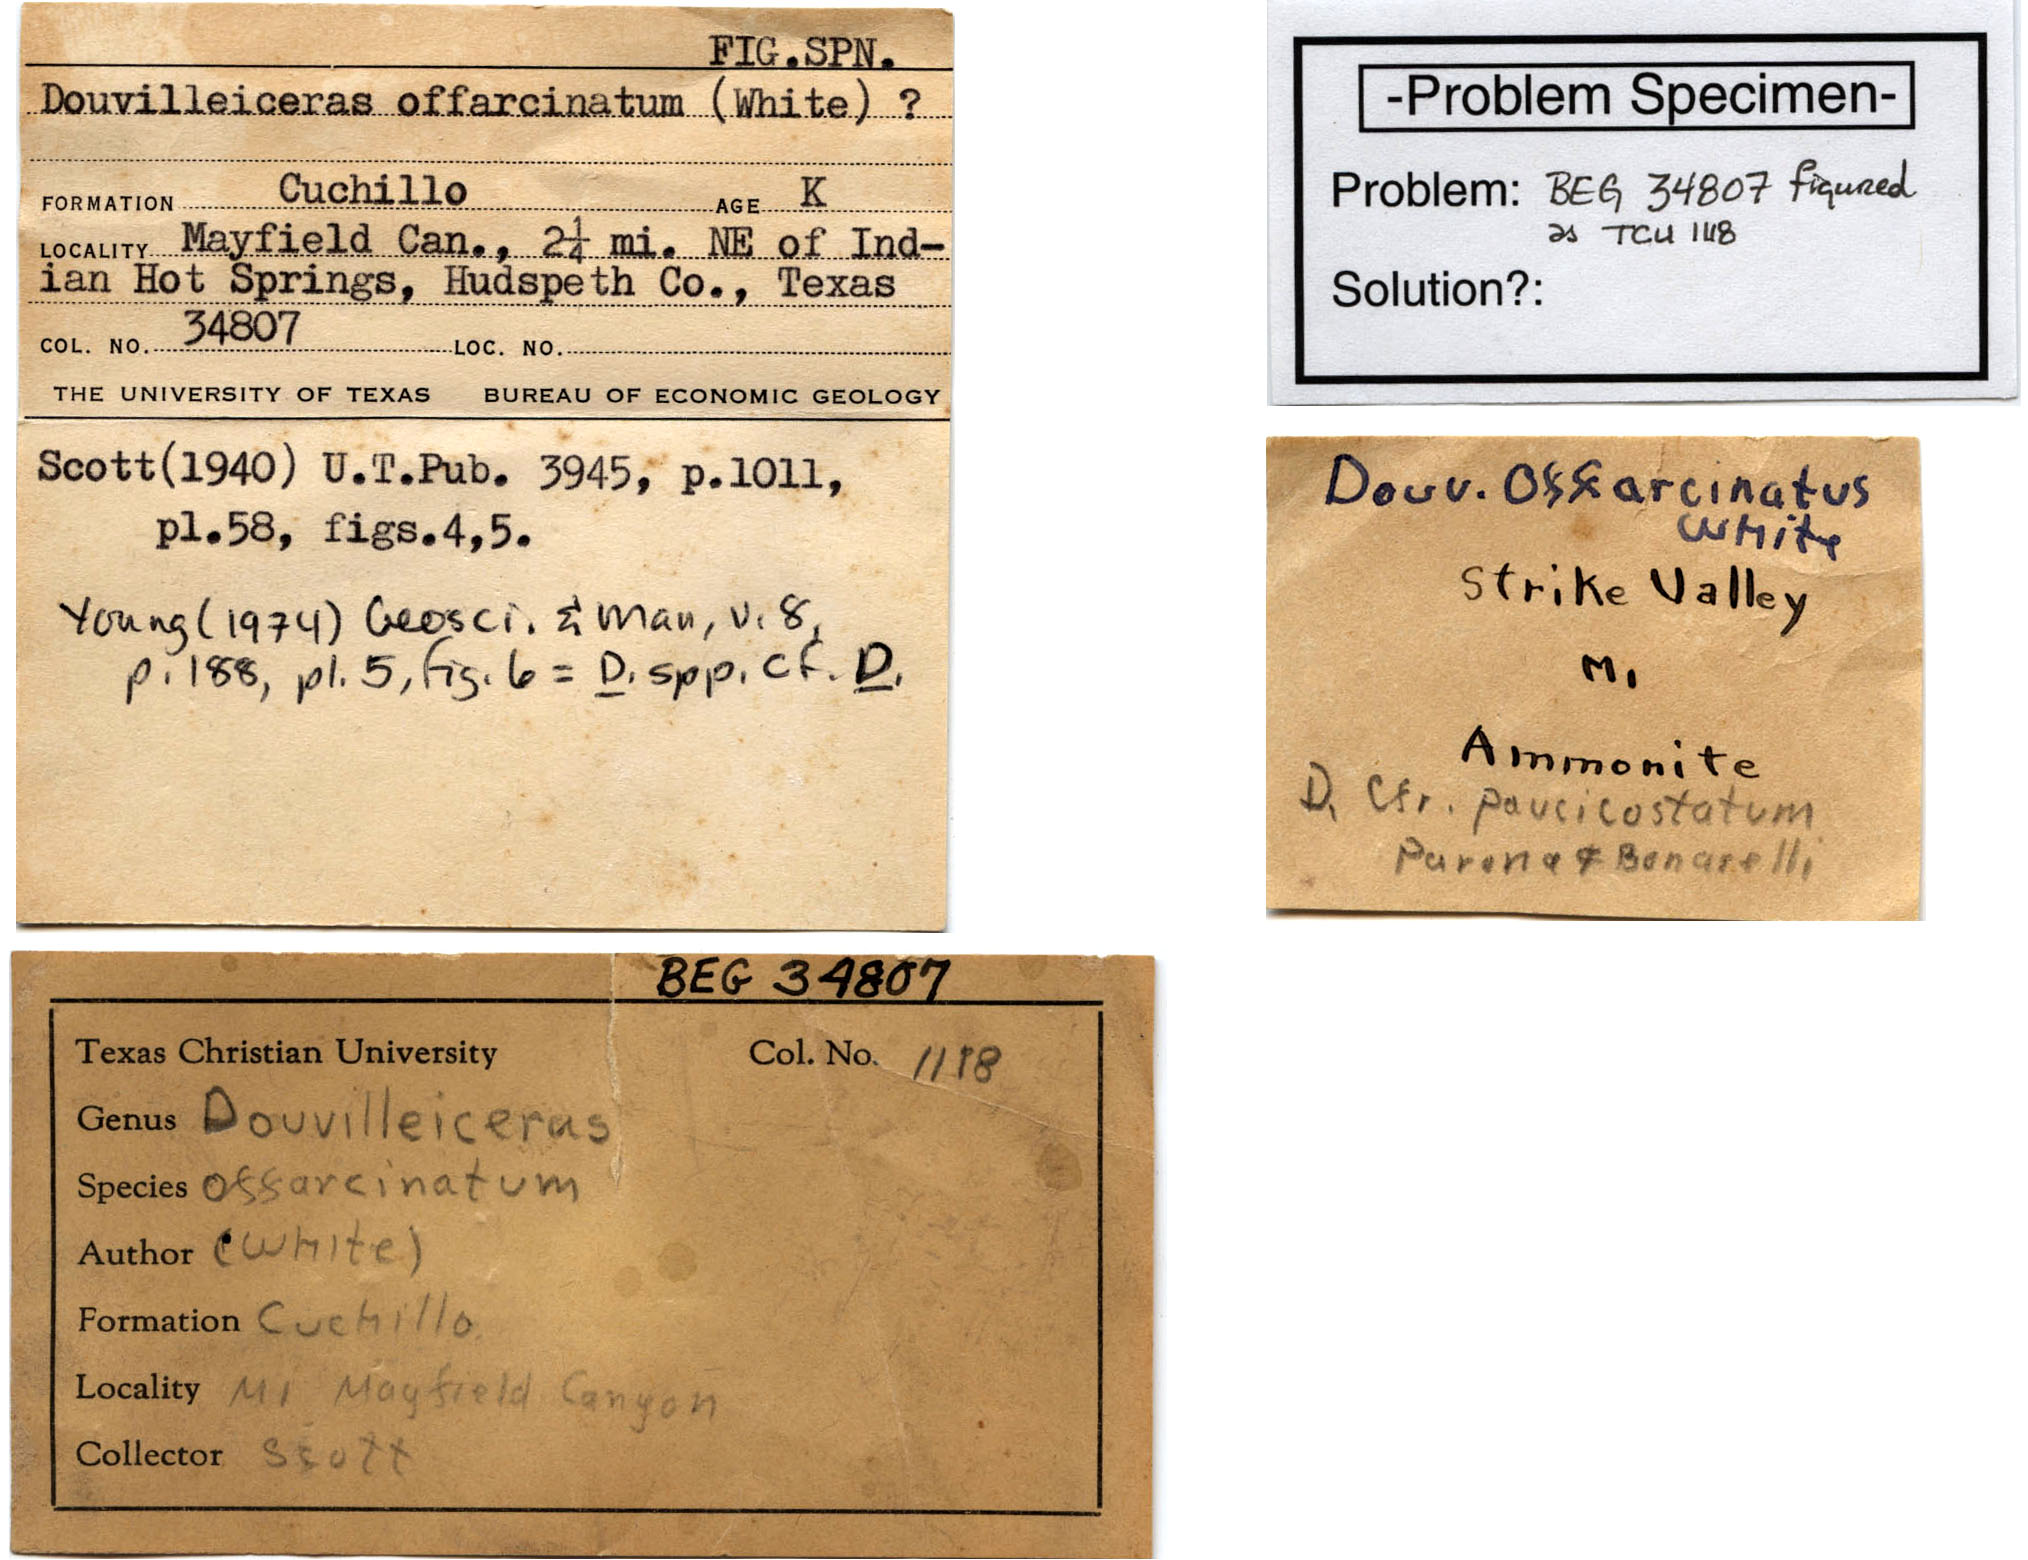 FIG.SPN.
Douvilleiceras offarcinatum (White) ?
FORMATION Cuchillo AGE K
LOCALITY Mayfield Can., 2¼ mi. NE of Ind-
ian Hot Springs, Hudspeth Co., Texas
COL. NO. 34807 LOC. NO.
THE UNIVERSITY OF TEXAS BUREAU OF ECONOMIC GEOLOGY
Scott(1940) U.T.Pub. 3945, p.1011,
pl.58, figs.4,5.
Young (1974) Geosci. & Man, v. 8,
p. 188, pl. 5, fig. 6 = D. spp. cf. D.
-Problem Specimen-
Problem: BEG 34807 figured
as TCU 1118
Solution?:
Douv. Offarcinatus
White
Strike Valley
M1
Ammonite
D. Cfr. paucicostatum
Parona & Bonarelli
BEG 34807
Texas Christian University Col. No. 1118
Genus Douvilleiceras
Species offarcinatum
Author (White)
Formation Cuchillo
Locality M1 Mayfield Canyon
Collector Scott